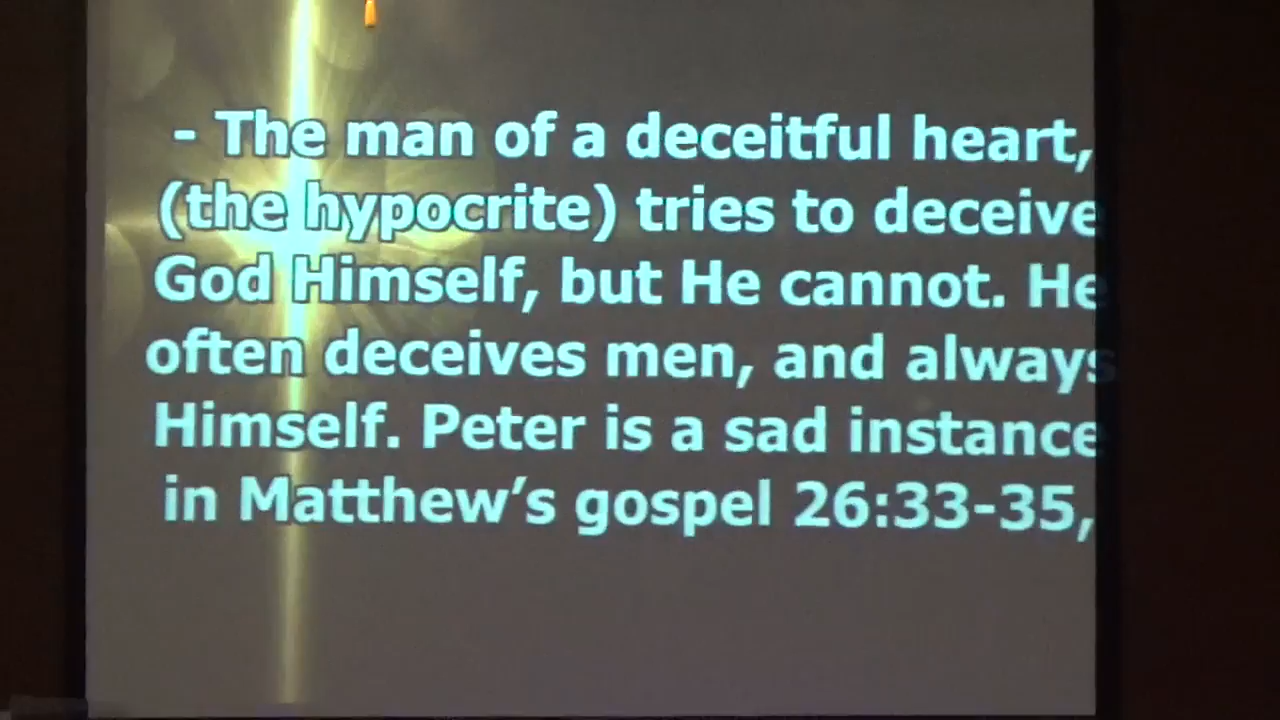 - The man of a deceitful heart,
(the hypocrite) tries to deceive
God Himself, but He cannot. He
often deceives men, and always
Himself. Peter is a sad instance
in Matthew’s gospel 26:33-35,